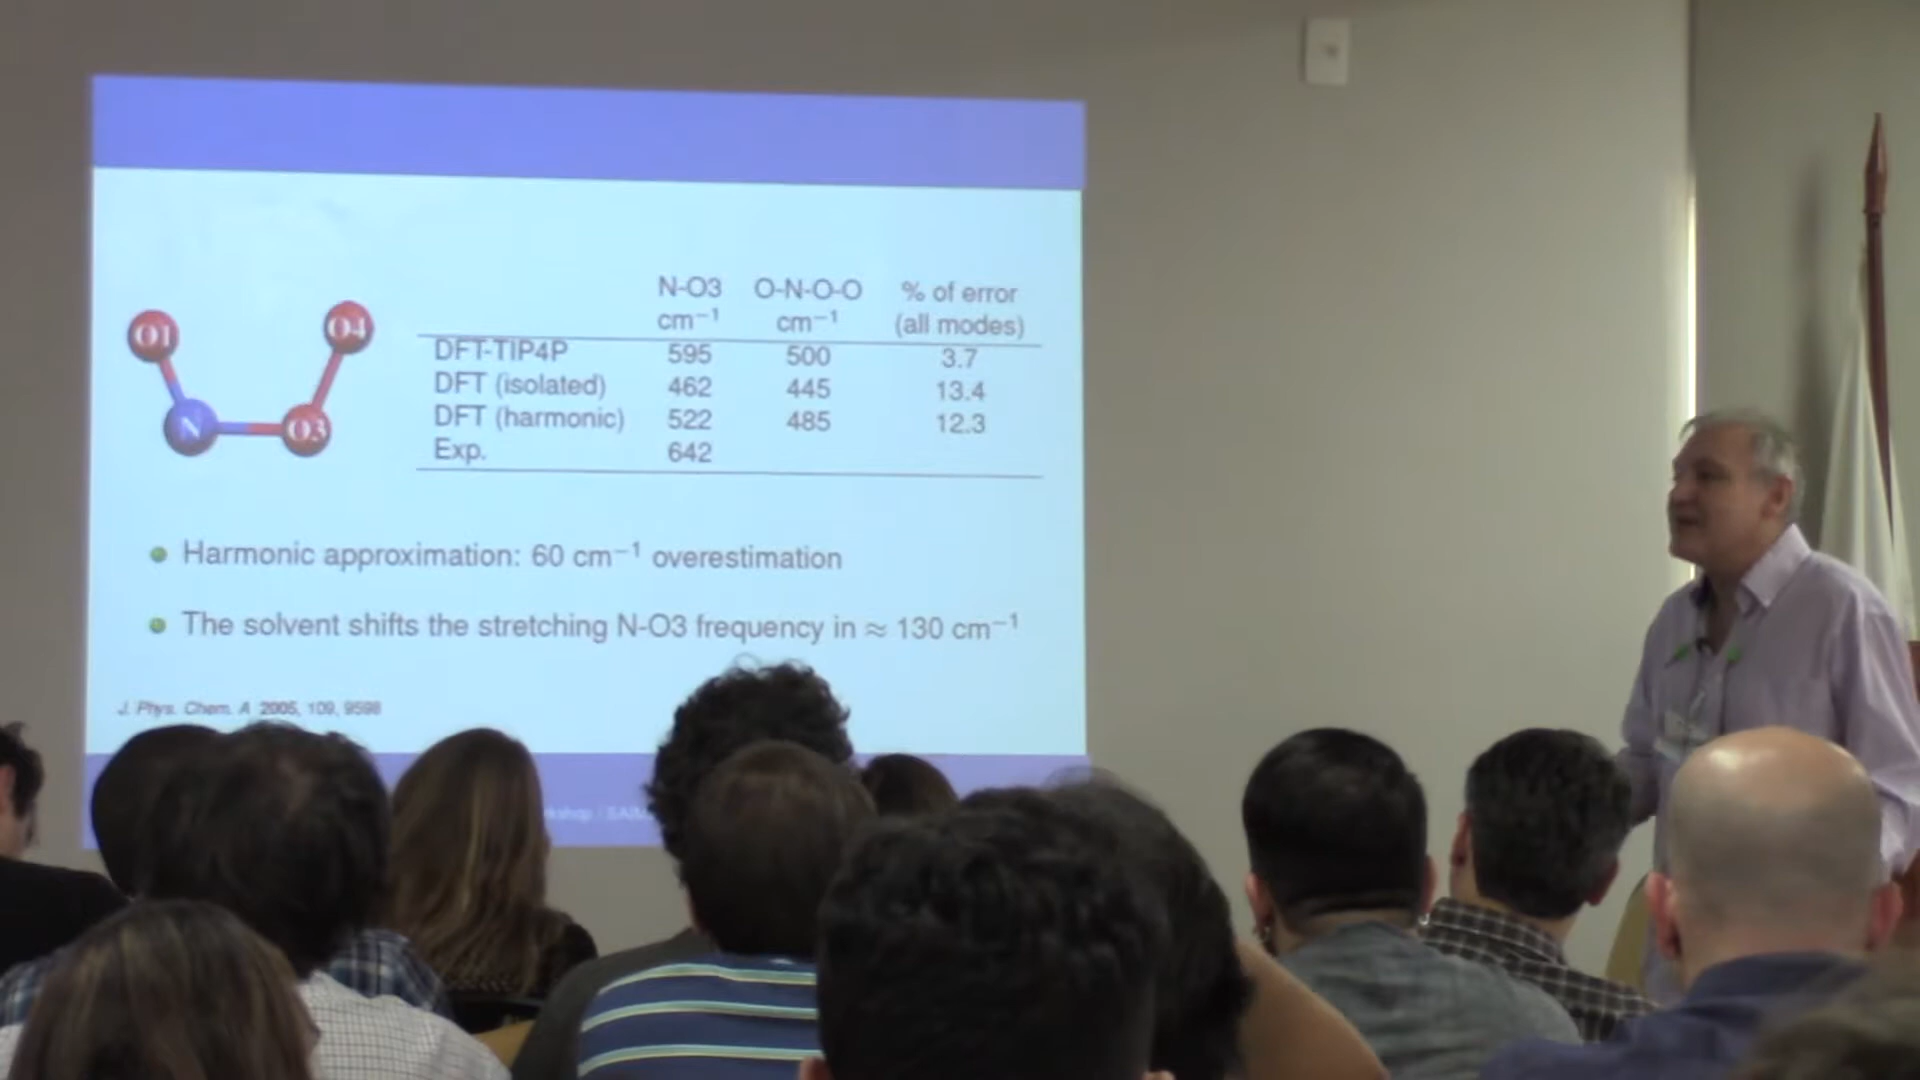 N-O3 O-N-O-O % of error
cm−1 cm−1 (all modes)
DFT-TIP4P 595 500 3.7
DFT (isolated) 462 445 13.4
DFT (harmonic) 522 485 12.3
Exp. 642
O1 O4
N O3
Harmonic approximation: 60 cm−1 overestimation
The solvent shifts the stretching N-O3 frequency in ≈ 130 cm−1
J. Phys. Chem. A 2005, 109, 9598